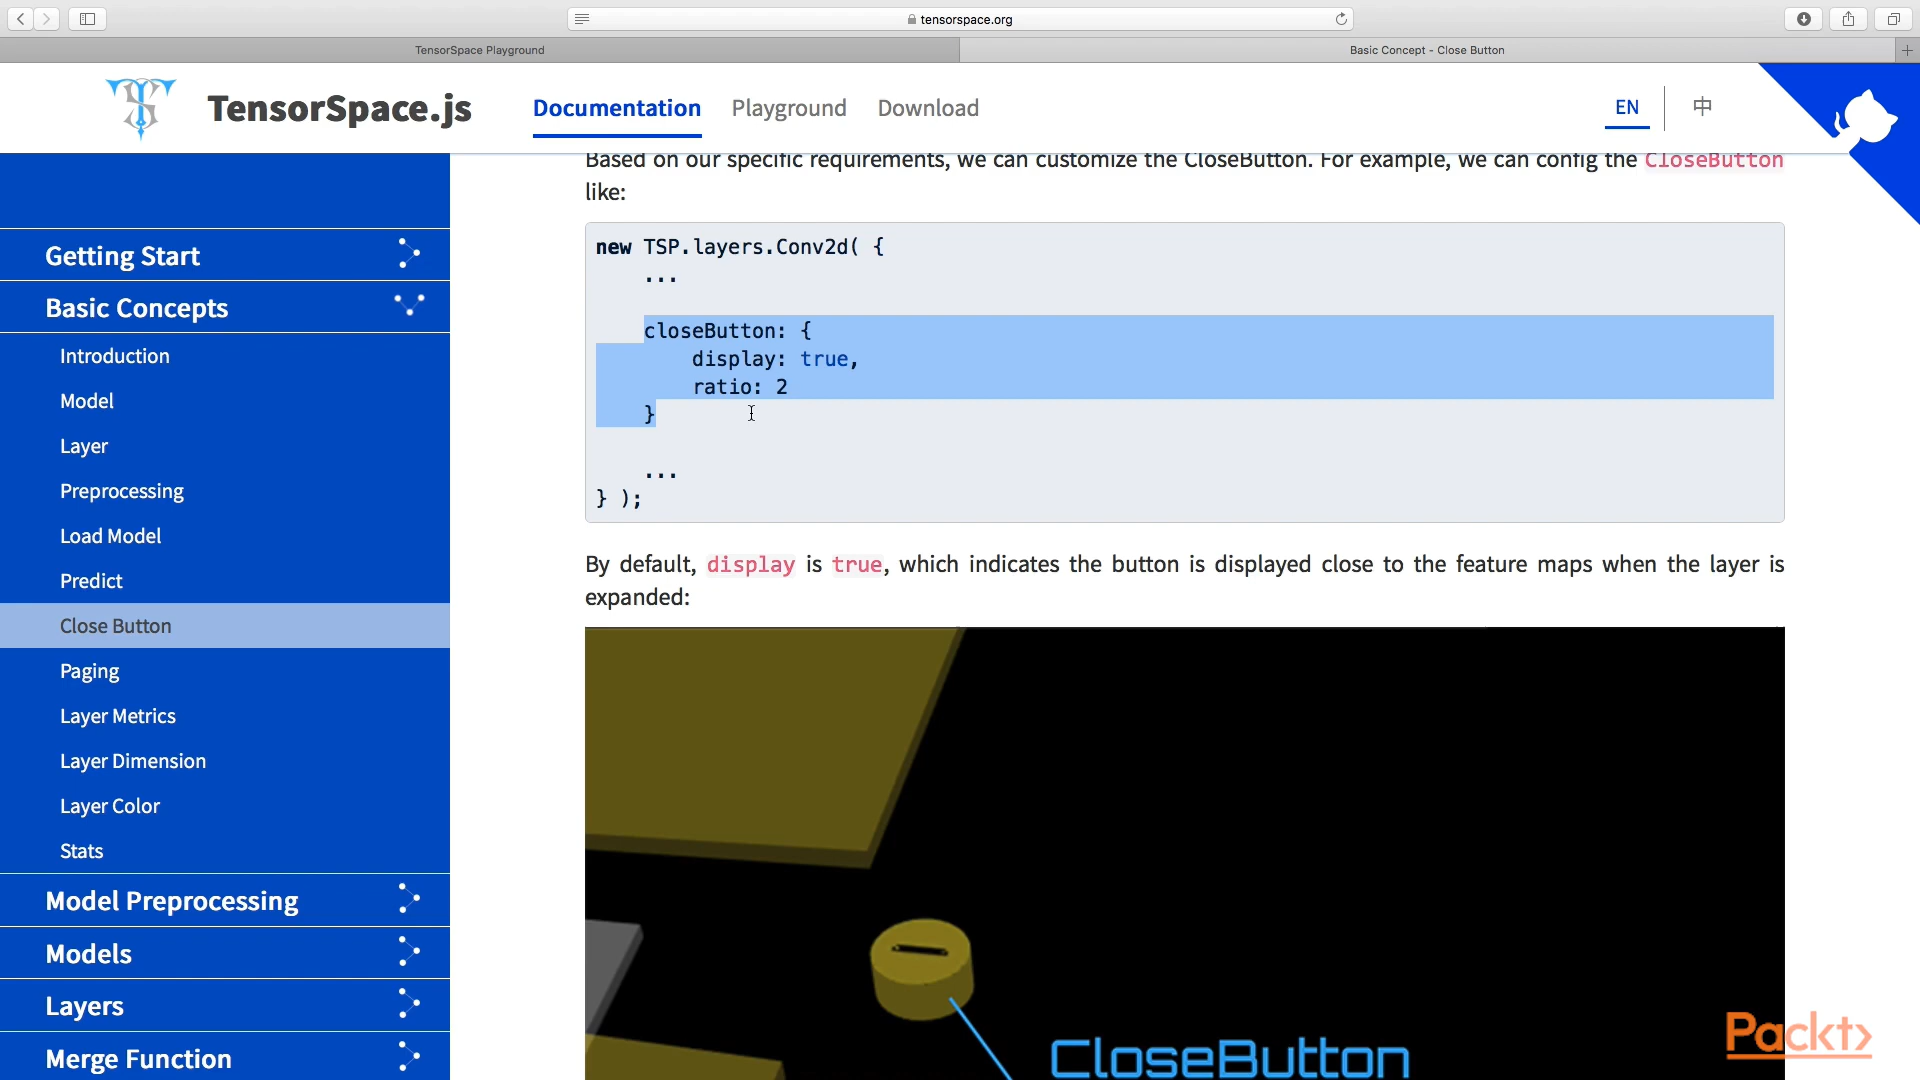 tensorspace.org
TensorSpace Playground
Basic Concept - Close Button
TensorSpace.js
Documentation
Playground
Download
EN
中
Getting Start
Basic Concepts
Introduction
Model
Layer
Preprocessing
Load Model
Predict
Close Button
Paging
Layer Metrics
Layer Dimension
Layer Color
Stats
Model Preprocessing
Models
Layers
Merge Function
Based on our specific requirements, we can customize the CloseButton. For example, we can config the CloseButton
like:
new TSP.layers.Conv2d( {
...
closeButton: {
display: true,
ratio: 2
}
...
} );
By default, display is true, which indicates the button is displayed close to the feature maps when the layer is
expanded:
CloseButton
Packt>